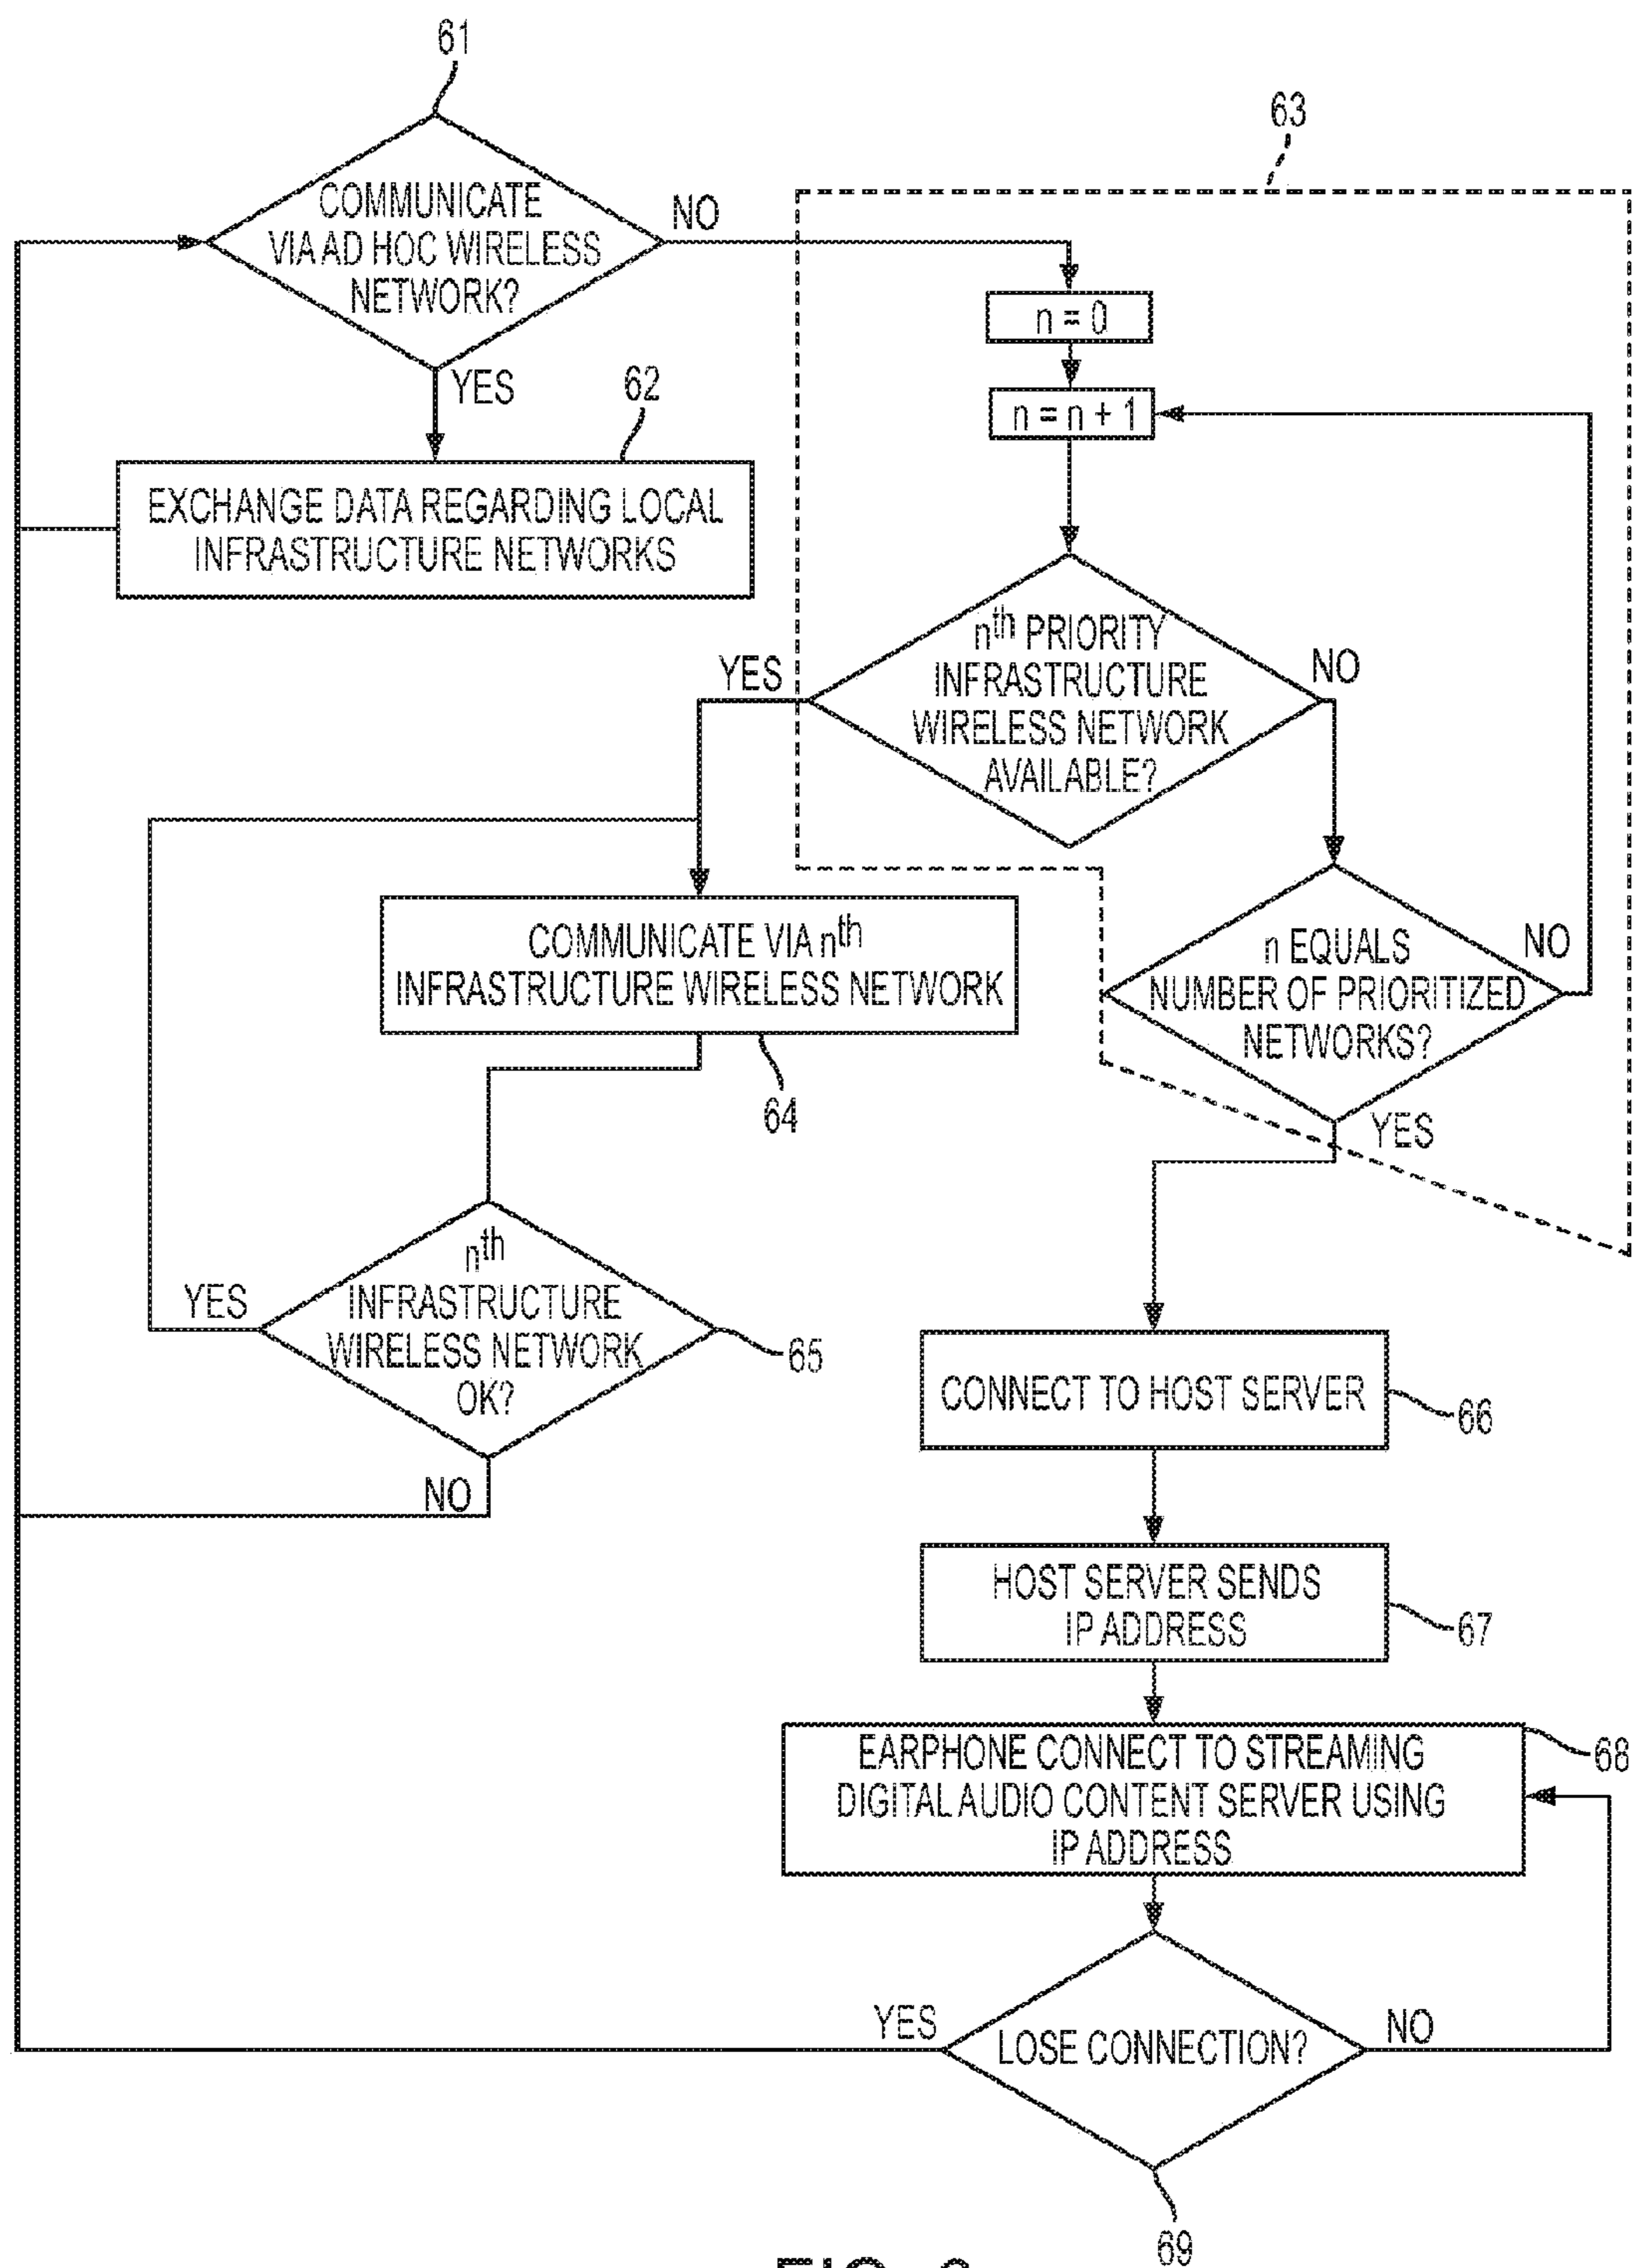 61
COMMUNICATE
VIA AD HOC WIRELESS
NETWORK?
NO
YES
62
EXCHANGE DATA REGARDING LOCAL
INFRASTRUCTURE NETWORKS
63
n = 0
n = n + 1
nth PRIORITY
INFRASTRUCTURE
WIRELESS NETWORK
AVAILABLE?
YES
NO
n EQUALS
NUMBER OF PRIORITIZED
NETWORKS?
NO
YES
COMMUNICATE VIA nth
INFRASTRUCTURE WIRELESS NETWORK
64
nth
INFRASTRUCTURE
WIRELESS NETWORK
OK?
YES
65
NO
CONNECT TO HOST SERVER
66
HOST SERVER SENDS
IP ADDRESS
67
EARPHONE CONNECT TO STREAMING
DIGITAL AUDIO CONTENT SERVER USING
IP ADDRESS
68
LOSE CONNECTION?
YES
NO
69